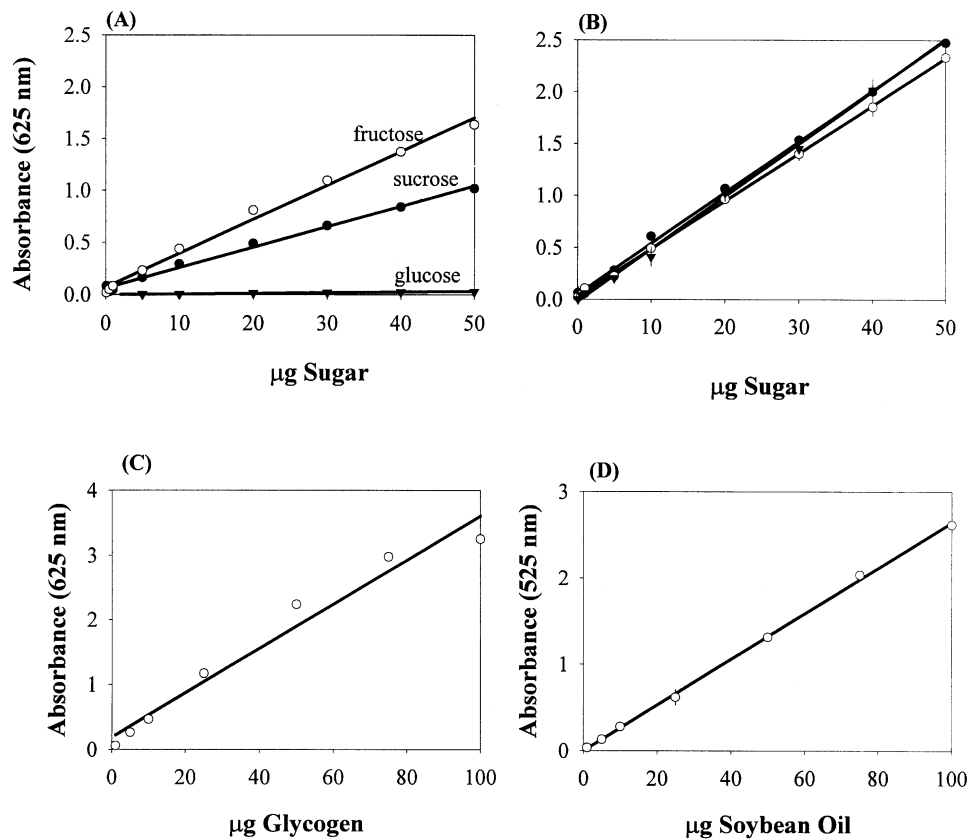 (A)
Absorbance (625 nm)
2.5
2.0
1.5
1.0
0.5
0.0
fructose
sucrose
glucose
0 10 20 30 40 50
µg Sugar
(B)
2.5
2.0
1.5
1.0
0.5
0.0
0 10 20 30 40 50
µg Sugar
(C)
Absorbance (625 nm)
4
3
2
1
0
0 20 40 60 80 100
µg Glycogen
(D)
Absorbance (525 nm)
3
2
1
0
0 20 40 60 80 100
µg Soybean Oil